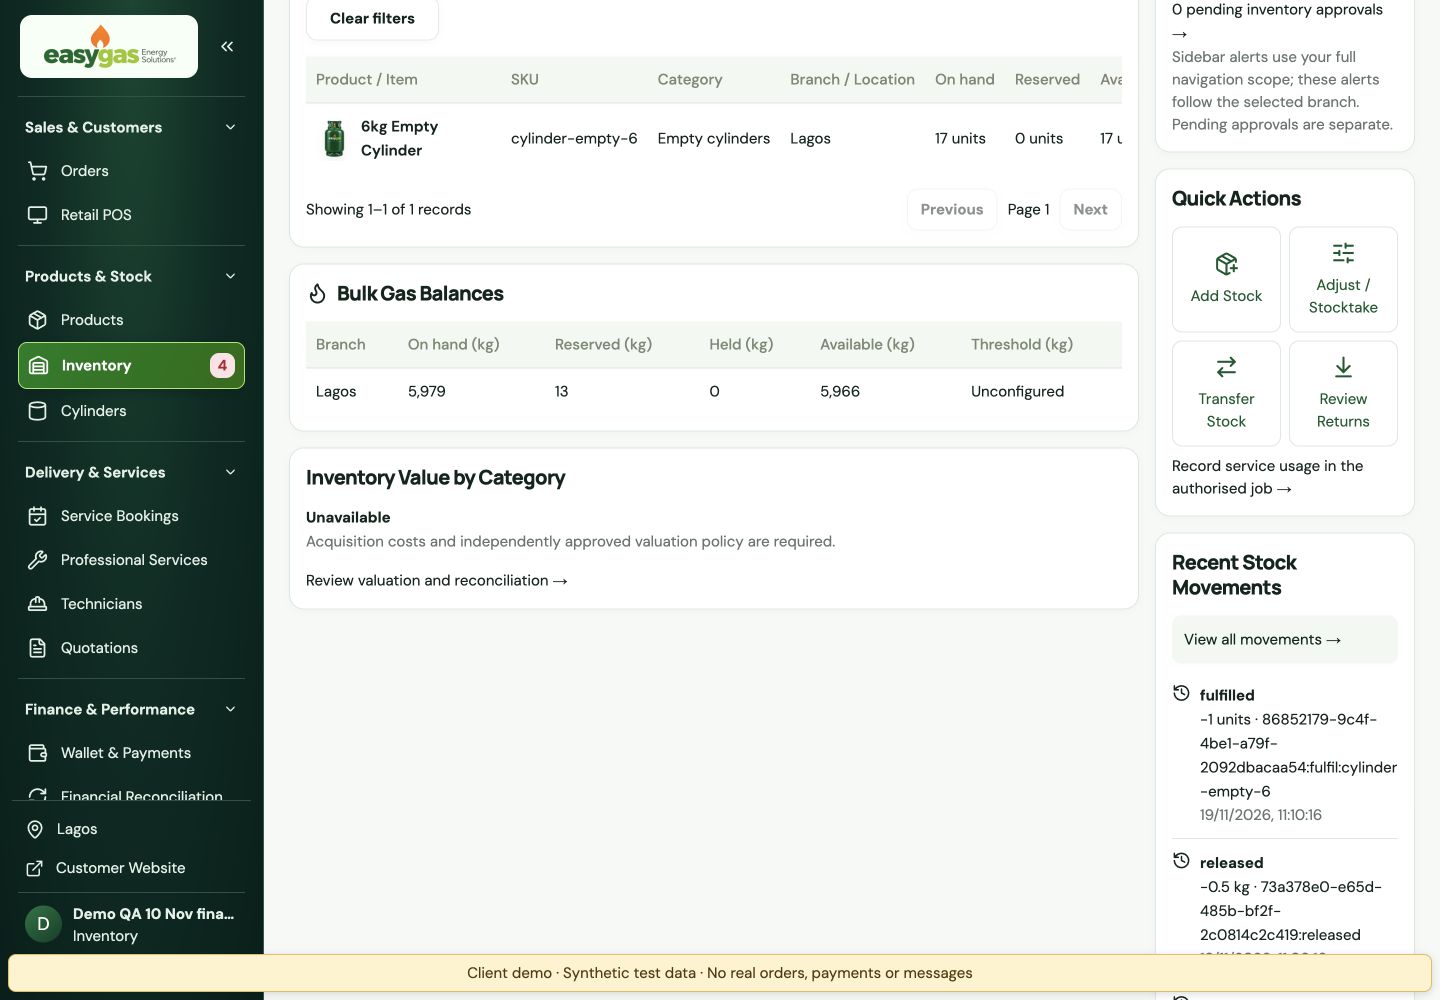 easygas Energy Solutions
Sales & Customers
Orders
Retail POS
Products & Stock
Products
Inventory 4
Cylinders
Delivery & Services
Service Bookings
Professional Services
Technicians
Quotations
Finance & Performance
Wallet & Payments
Financial Reconciliation
Lagos
Customer Website
D
Demo QA 10 Nov fina...
Inventory
Clear filters
Product / Item SKU Category Branch / Location On hand Reserved
6kg Empty
Cylinder
cylinder-empty-6 Empty cylinders Lagos 17 units 0 units 17
Showing 1–1 of 1 records
Previous Page 1 Next
Bulk Gas Balances
Branch On hand (kg) Reserved (kg) Held (kg) Available (kg) Threshold (kg)
Lagos 5,979 13 0 5,966 Unconfigured
Inventory Value by Category
Unavailable
Acquisition costs and independently approved valuation policy are required.
Review valuation and reconciliation →
0 pending inventory approvals
→
Sidebar alerts use your full
navigation scope; these alerts
follow the selected branch.
Pending approvals are separate.
Quick Actions
Add Stock
Adjust /
Stocktake
Transfer
Stock
Review
Returns
Record service usage in the
authorised job →
Recent Stock
Movements
View all movements →
fulfilled
-1 units · 86852179-9c4f-
4be1-a79f-
2092dbacaa54:fulfil:cylinder
-empty-6
19/11/2026, 11:10:16
released
-0.5 kg · 73a378e0-e65d-
485b-bf2f-
2c0814c2c419:released
Client demo · Synthetic test data · No real orders, payments or messages